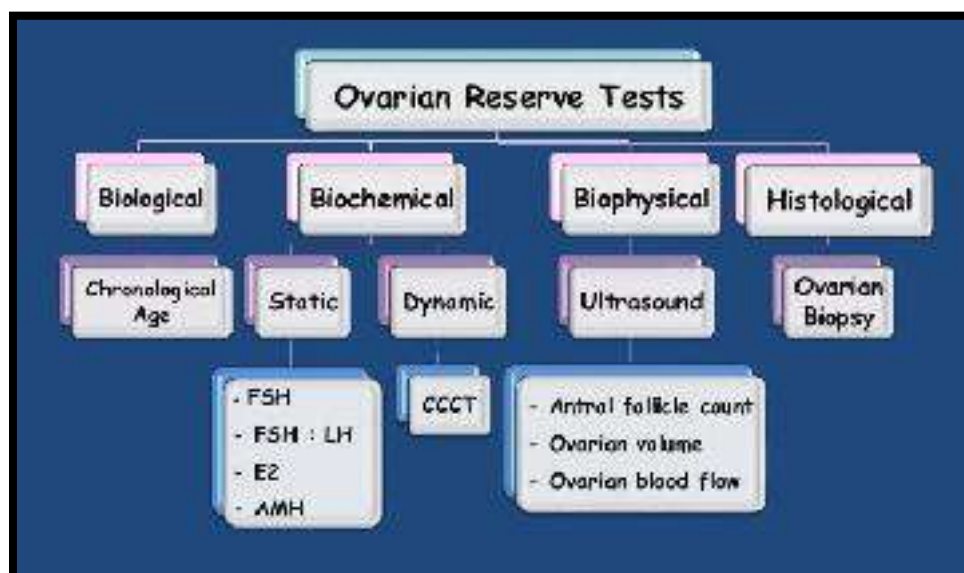 Ovarian Reserve Tests
Biological
Biochemical
Biophysical
Histological
Chronological
Age
Static
Dynamic
Ultrasound
Ovarian
Biopsy
- FSH
- FSH : LH
- E2
- AMH
CCCT
- Antral follicle count
- Ovarian volume
- Ovarian blood flow